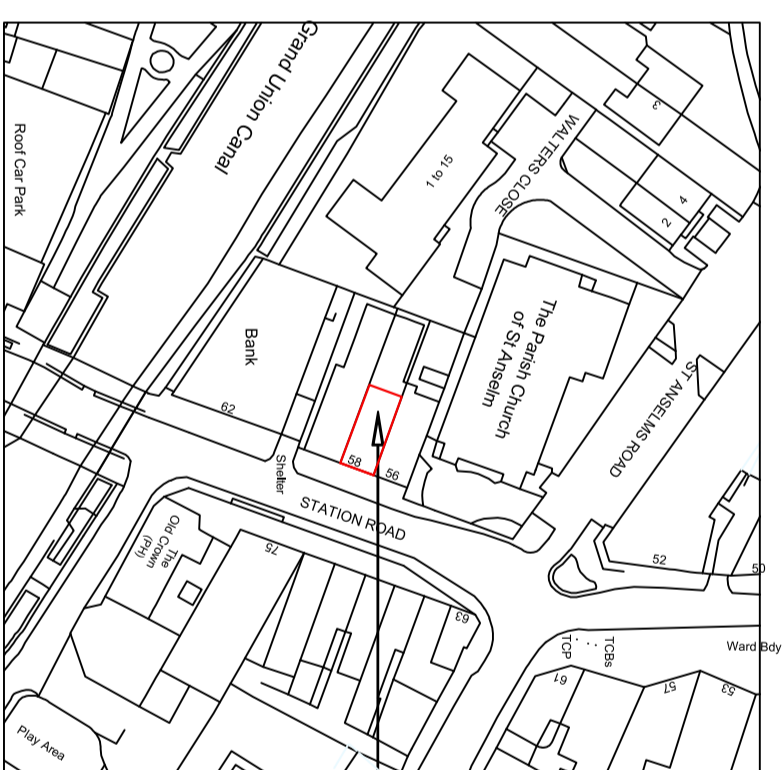 Grand Union Canal
Roof Car Park
1 to 15
WALTERS CLOSE
3
4
2
The Parish Church
of St Anselm
ST ANSELMS ROAD
Bank
62
58
56
Shelter
STATION ROAD
The
Old Crown
(PH)
75
63
52
50
Ward Bdy
TCP
TCBs
61
57
53
Play Area